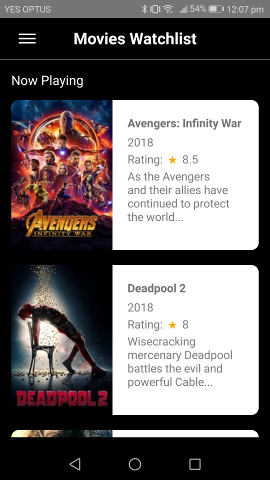 YES OPTUS 54% 12:07 pm
Movies Watchlist
Now Playing
Avengers: Infinity War
2018
Rating: ★ 8.5
As the Avengers
and their allies have
continued to protect
the world...
AVENGERS
INFINITY WAR
Deadpool 2
2018
Rating: ★ 8
Wisecracking
mercenary Deadpool
battles the evil and
powerful Cable...
DEADPOOL 2